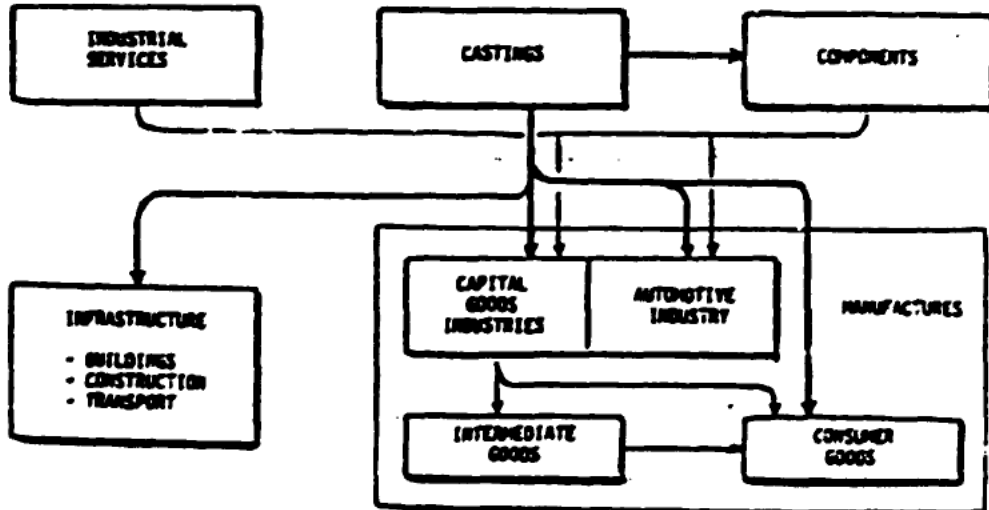 INDUSTRIAL
SERVICES
CASTINGS
COMPONENTS
INFRASTRUCTURE
- BUILDINGS
- CONSTRUCTION
- TRANSPORT
CAPITAL
GOODS
INDUSTRIES
AUTOMOTIVE
INDUSTRY
MANUFACTURES
INTERMEDIATE
GOODS
CONSUMER
GOODS